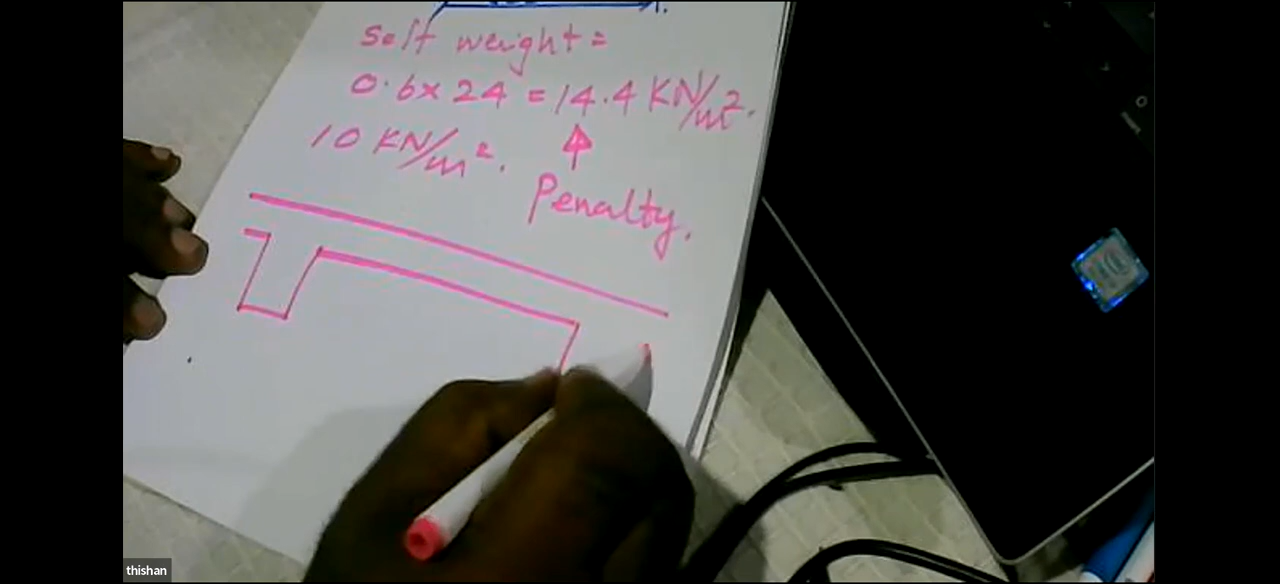 Self weight =
0.6x 24 = 14.4 KN/m².
10 KN/m².
Penalty.
thishan